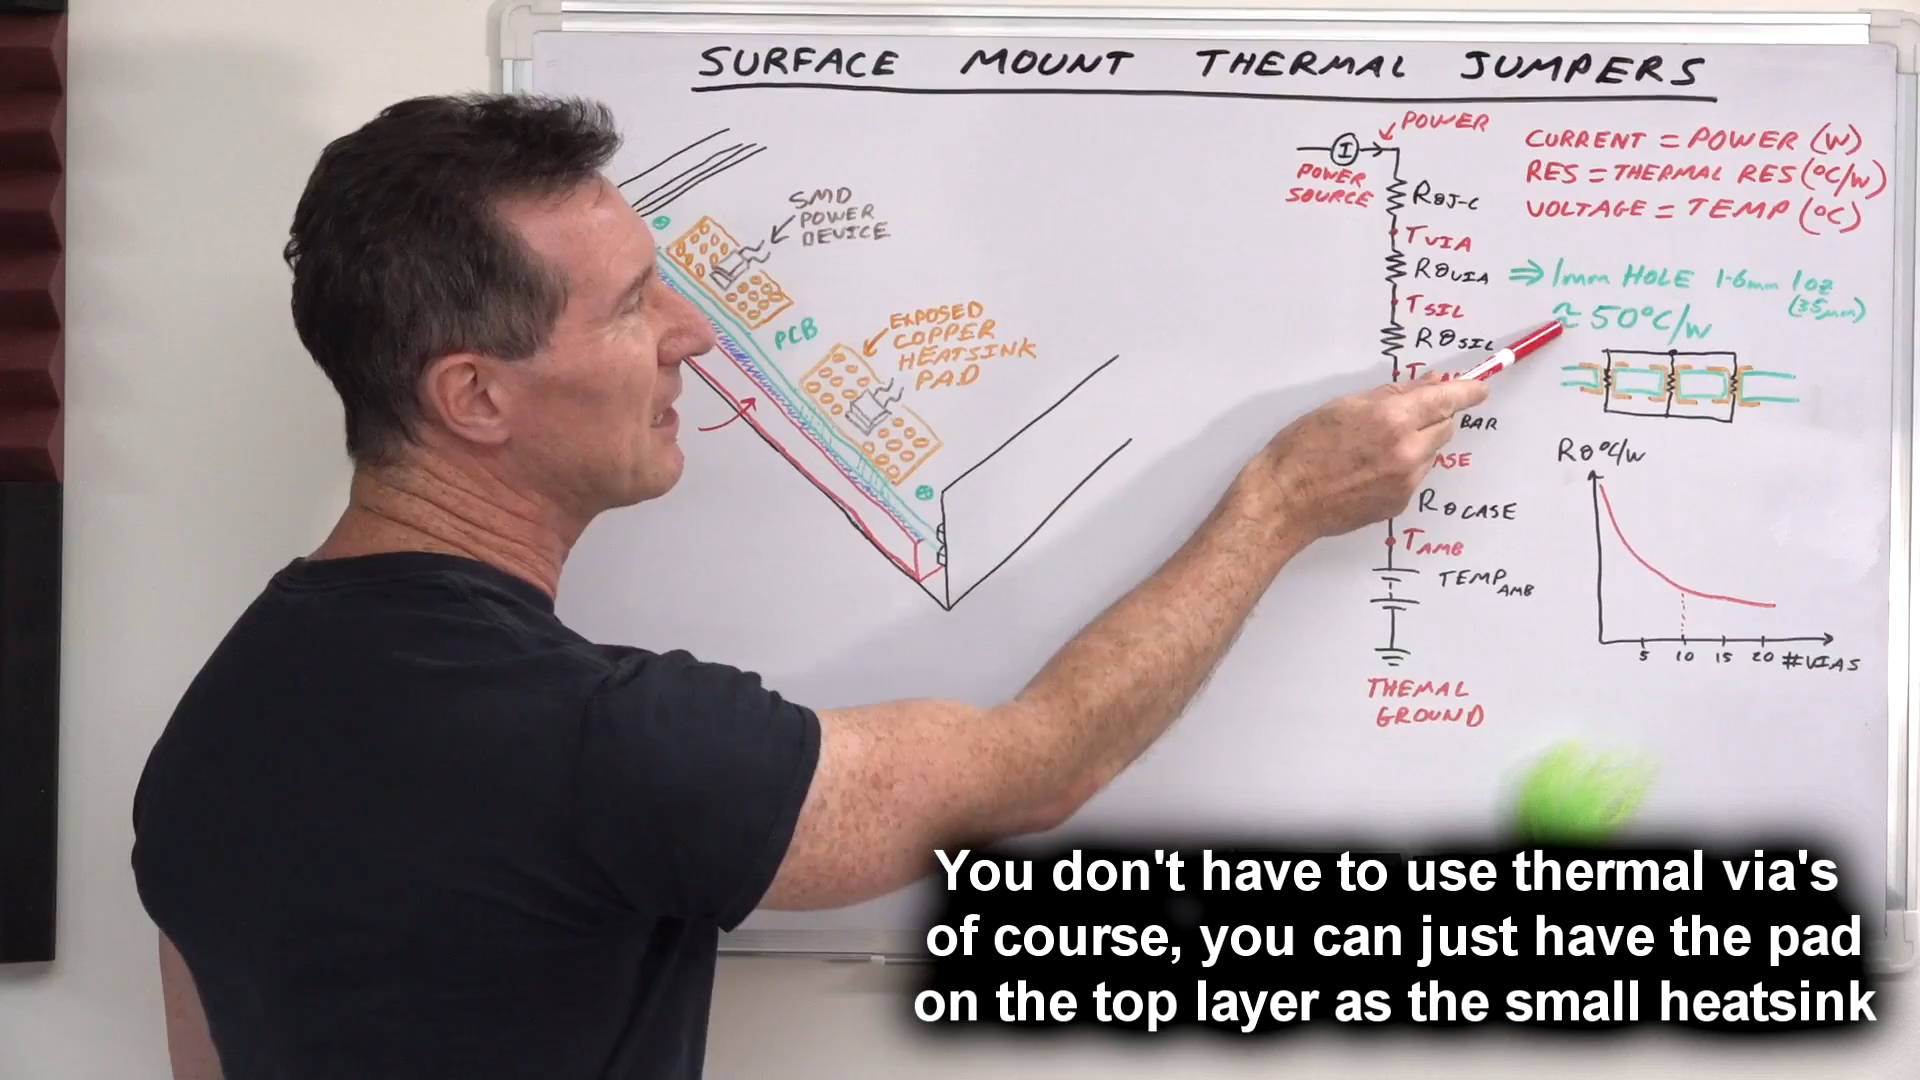 SURFACE MOUNT THERMAL JUMPERS
SMD
POWER
DEVICE
PCB
EXPOSED
COPPER
HEATSINK
PAD
POWER
I
POWER
SOURCE
RΘJ-C
TVIA
RΘVIA
TSIL
RΘSIL
BAR
ASE
RΘCASE
TAMB
TEMPAMB
THEMAL
GROUND
CURRENT = POWER (W)
RES = THERMAL RES (°C/W)
VOLTAGE = TEMP (°C)
⇒ 1mm HOLE 1.6mm 1oz
(35μm)
≈ 50°C/W
RΘ°C/W
5 10 15 20 #VIAS
You don't have to use thermal via's
of course, you can just have the pad
on the top layer as the small heatsink